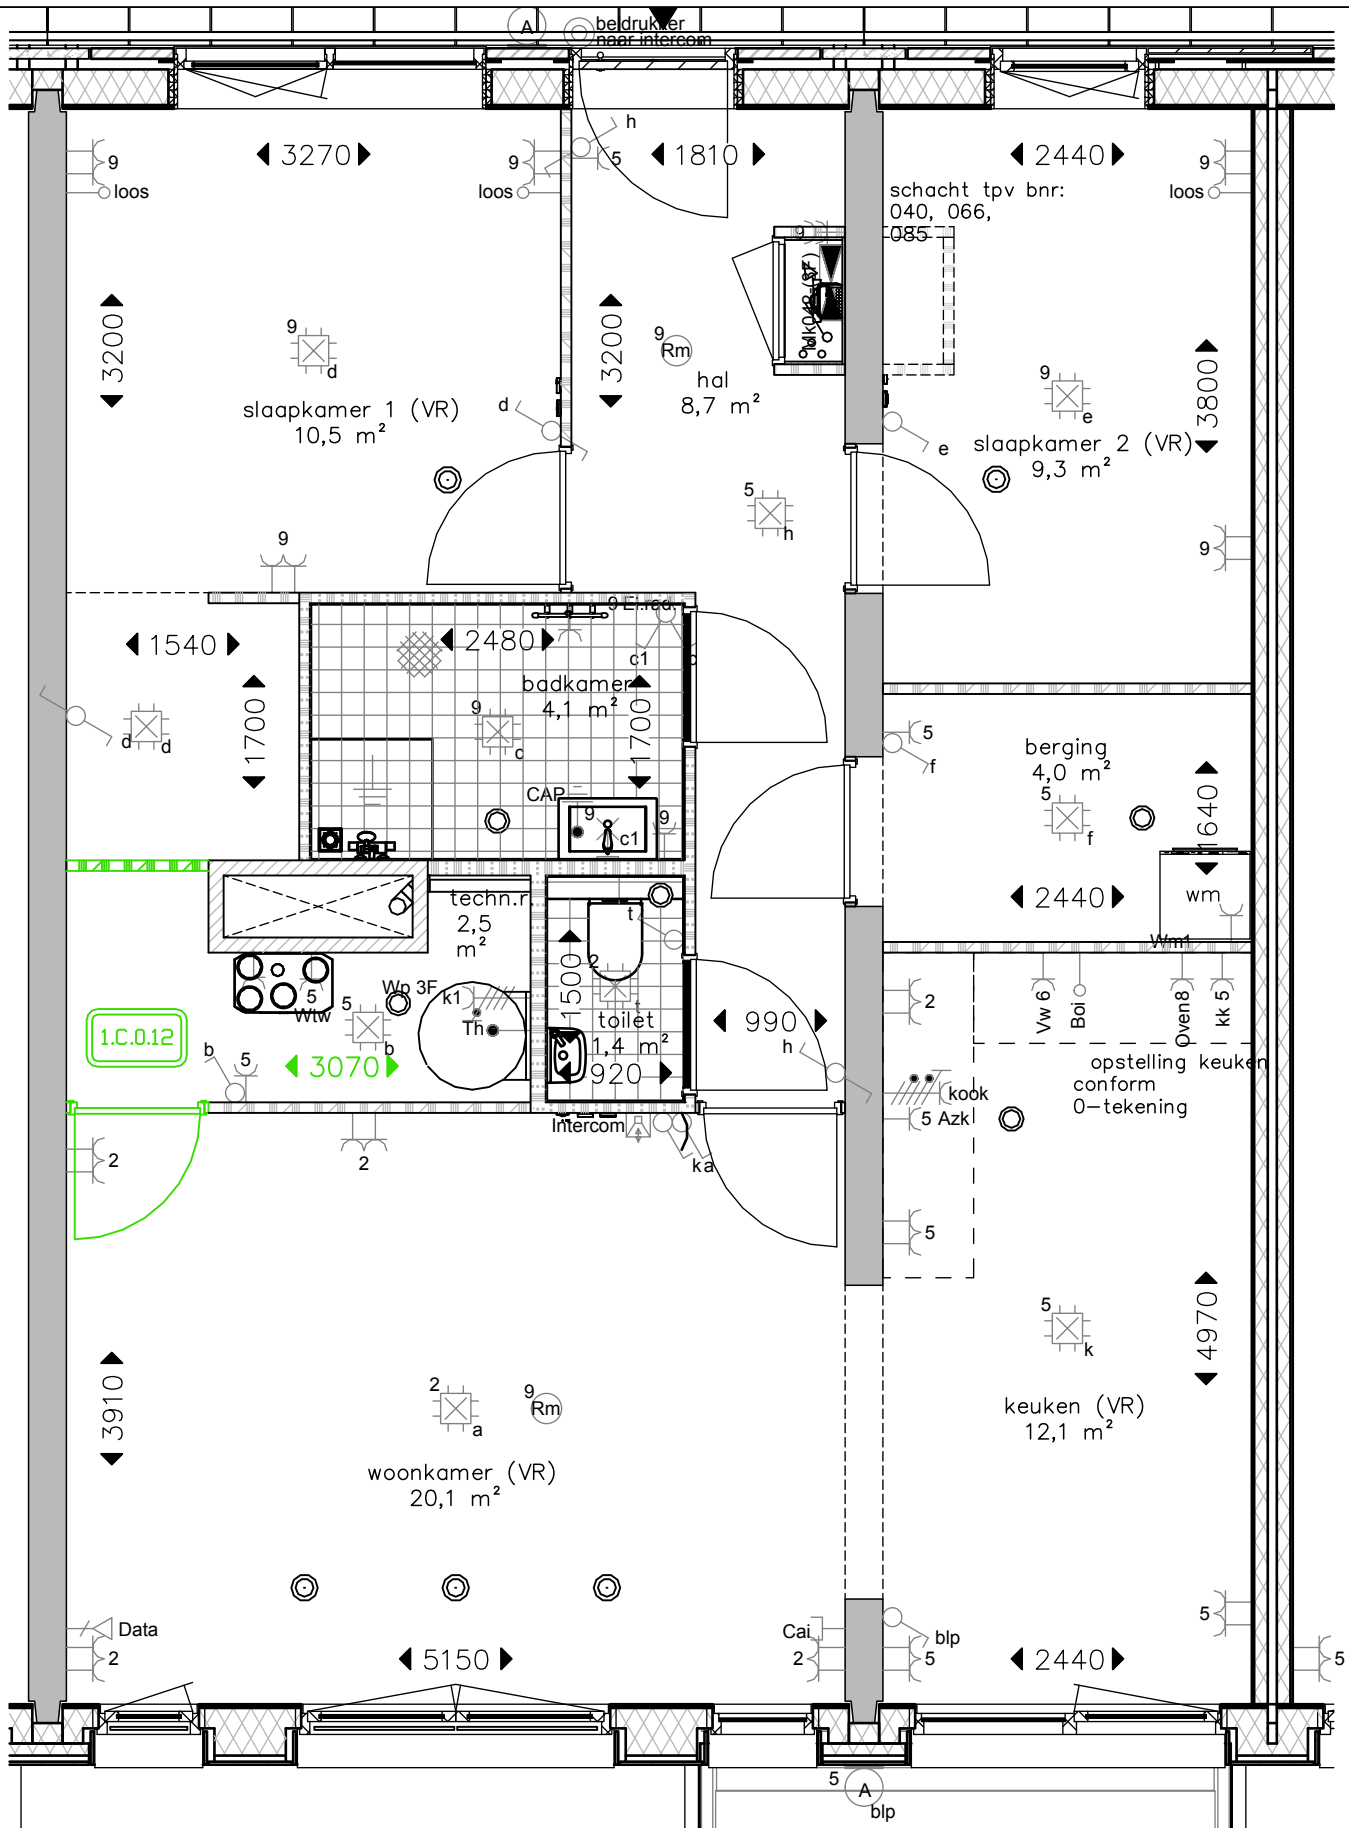 A
beldrukker
naar intercom
h
9
3270
9
5
1810
2440
9
loos
loos
loos
schacht tpv bnr:
040, 066,
085
9
3200
9
d
3200
9
Rm
hal
8,7 m²
9
e
3800
slaapkamer 1 (VR)
10,5 m²
d
e
slaapkamer 2 (VR)
9,3 m²
5
h
9
9
9 El.rad.
1540
2480
c1
badkamer
4,1 m²
d
d
1700
9
c
1700
5
f
berging
4,0 m²
5
f
1640
CAP
9
c1
9
techn.r
2,5
m²
2440
wm
Wm1
t
2
1500
5
Wtw
Wp 3F
k1
Th
5
b
toilet
1,4 m²
t
920
990
h
2
Vw 6
Boi
Oven8
kk 5
1.C.0.12
b
5
3070
opstelling keuken
conform
0-tekening
kook
5 Azk
Intercom
ka
2
2
5
5
k
4970
3910
2
a
9
Rm
keuken (VR)
12,1 m²
woonkamer (VR)
20,1 m²
Data
2
5150
Cai
2
blp
5
2440
5
5
5
A
blp